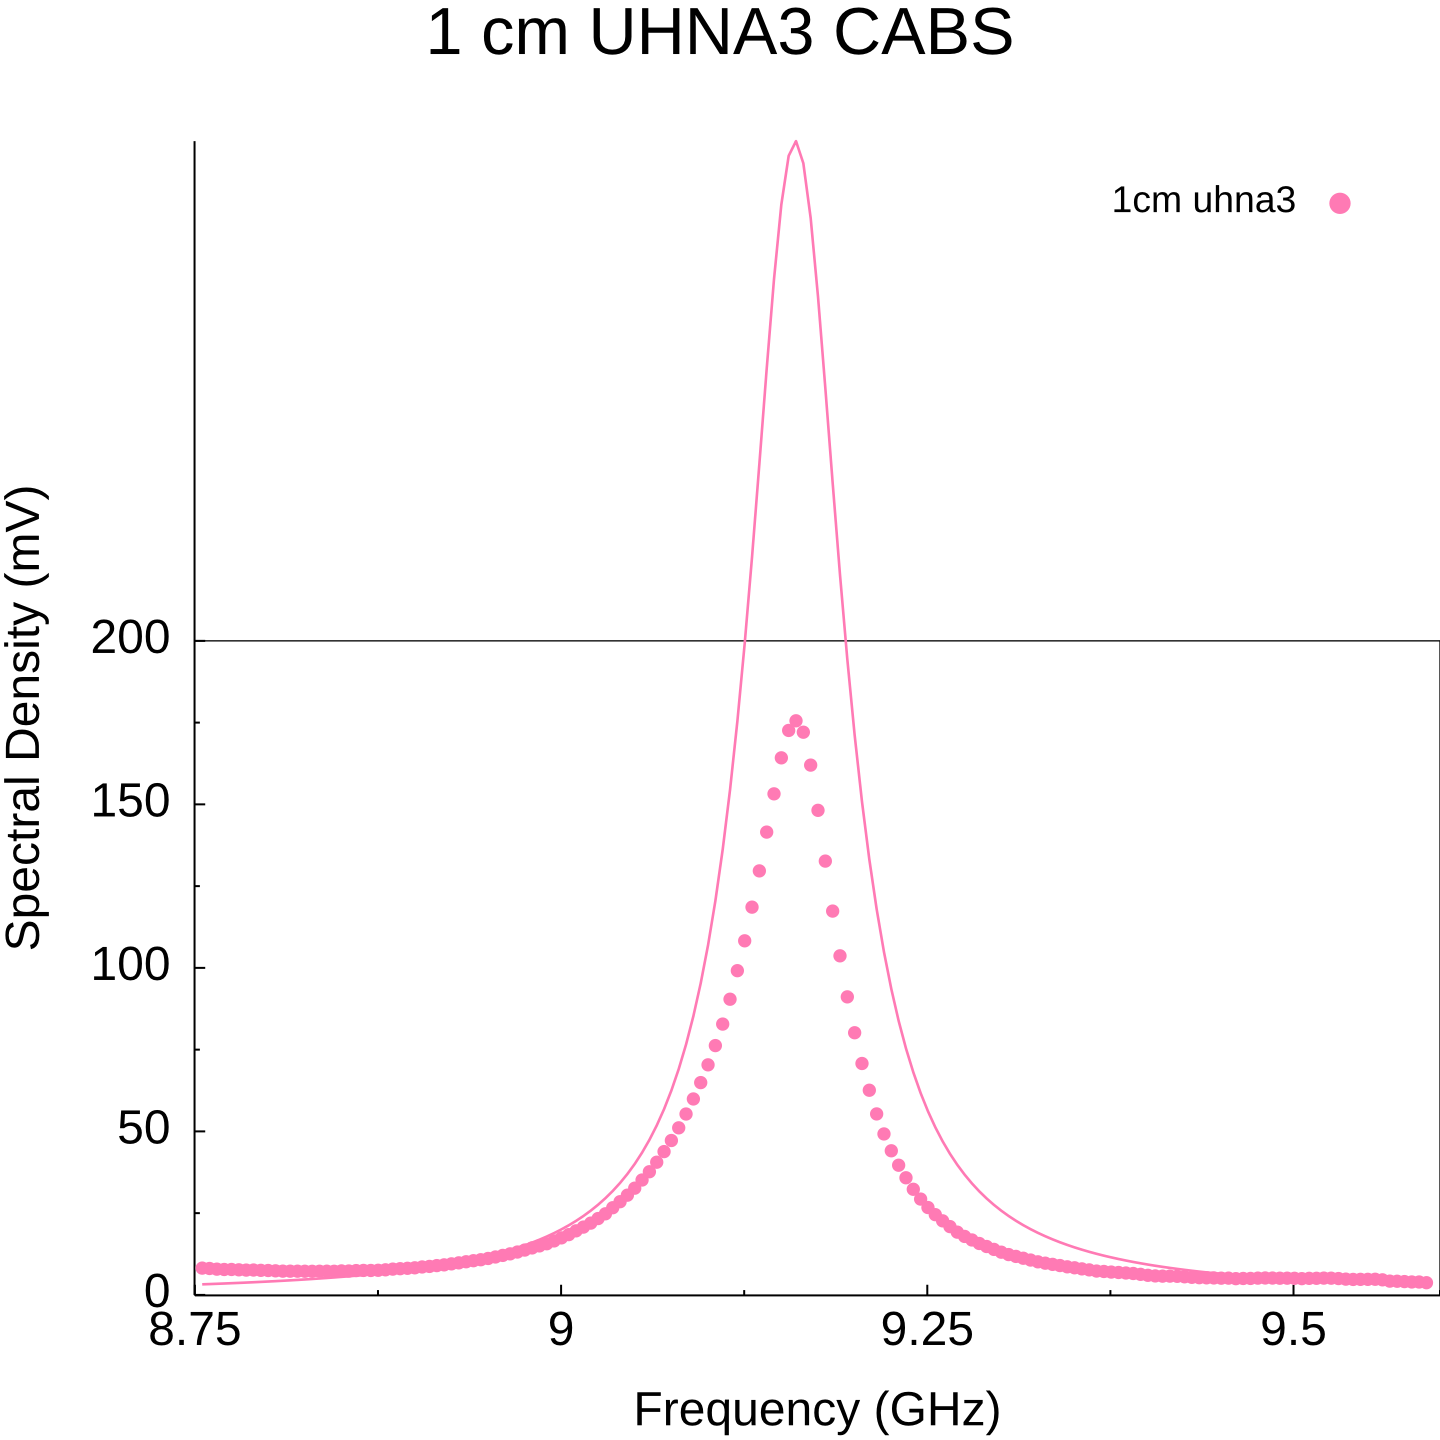 1 cm UHNA3 CABS
1cm uhna3
Spectral Density (mV)
200
150
100
50
0
8.75 9 9.25 9.5
Frequency (GHz)